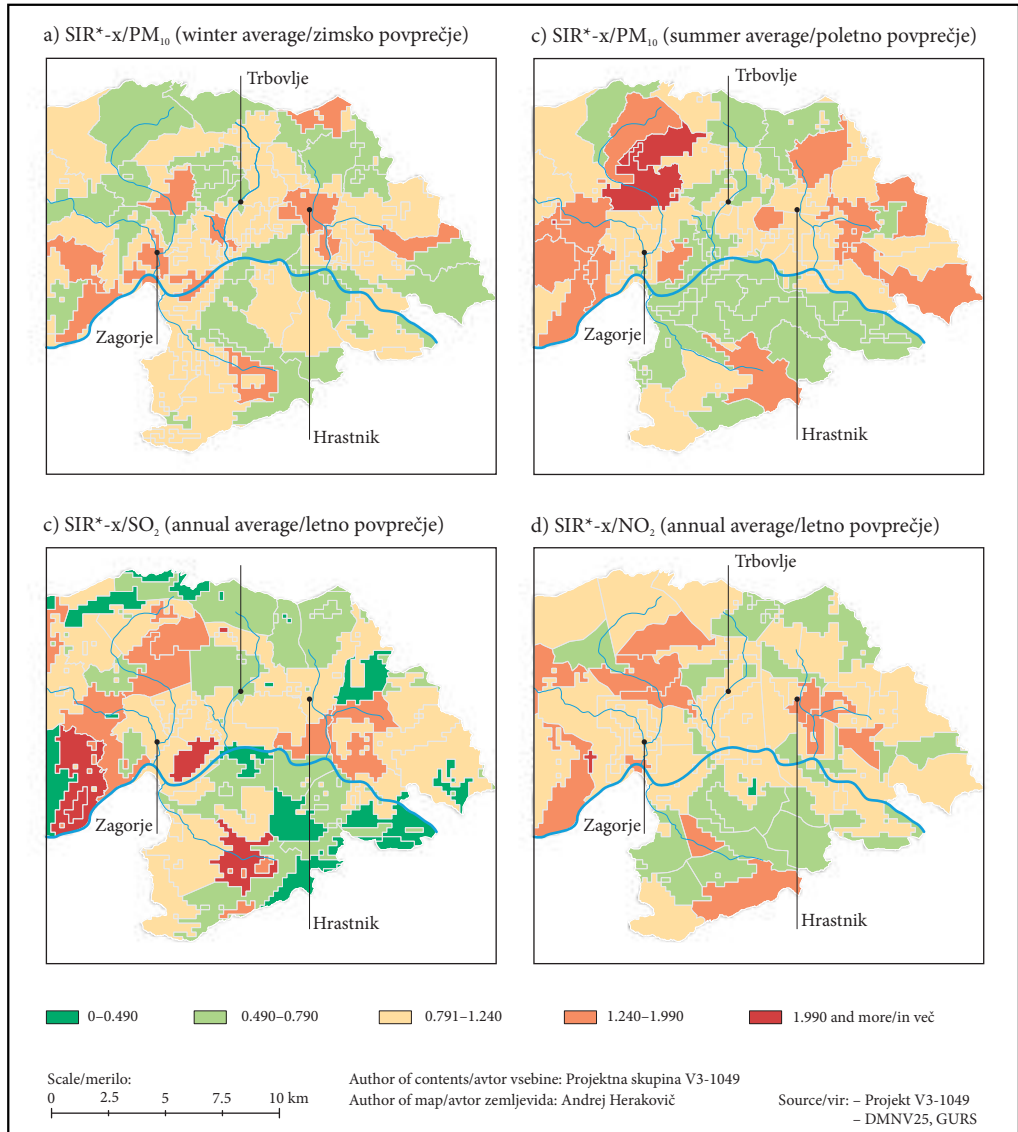 a) SIR*-x/PM₁₀ (winter average/zimsko povprečje)
c) SIR*-x/PM₁₀ (summer average/poletno povprečje)
Trbovlje
Trbovlje
Zagorje
Zagorje
Hrastnik
Hrastnik
c) SIR*-x/SO₂ (annual average/letno povprečje)
d) SIR*-x/NO₂ (annual average/letno povprečje)
Trbovlje
Zagorje
Zagorje
Hrastnik
Hrastnik
0–0.490
0.490–0.790
0.791–1.240
1.240–1.990
1.990 and more/in več
Scale/merilo:
0 2.5 5 7.5 10 km
Author of contents/avtor vsebine: Projektna skupina V3-1049
Author of map/avtor zemljevida: Andrej Herakovič
Source/vir: – Projekt V3-1049
– DMNV25, GURS